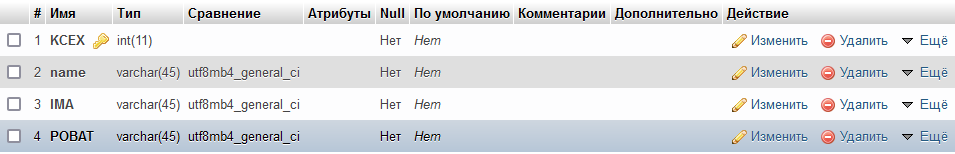 # Имя Тип Сравнение Атрибуты Null По умолчанию Комментарии Дополнительно Действие
1 KCEX int(11) Нет Нет Изменить Удалить Ещё
2 name varchar(45) utf8mb4_general_ci Нет Нет Изменить Удалить Ещё
3 IMA varchar(45) utf8mb4_general_ci Нет Нет Изменить Удалить Ещё
4 POBAT varchar(45) utf8mb4_general_ci Нет Нет Изменить Удалить Ещё